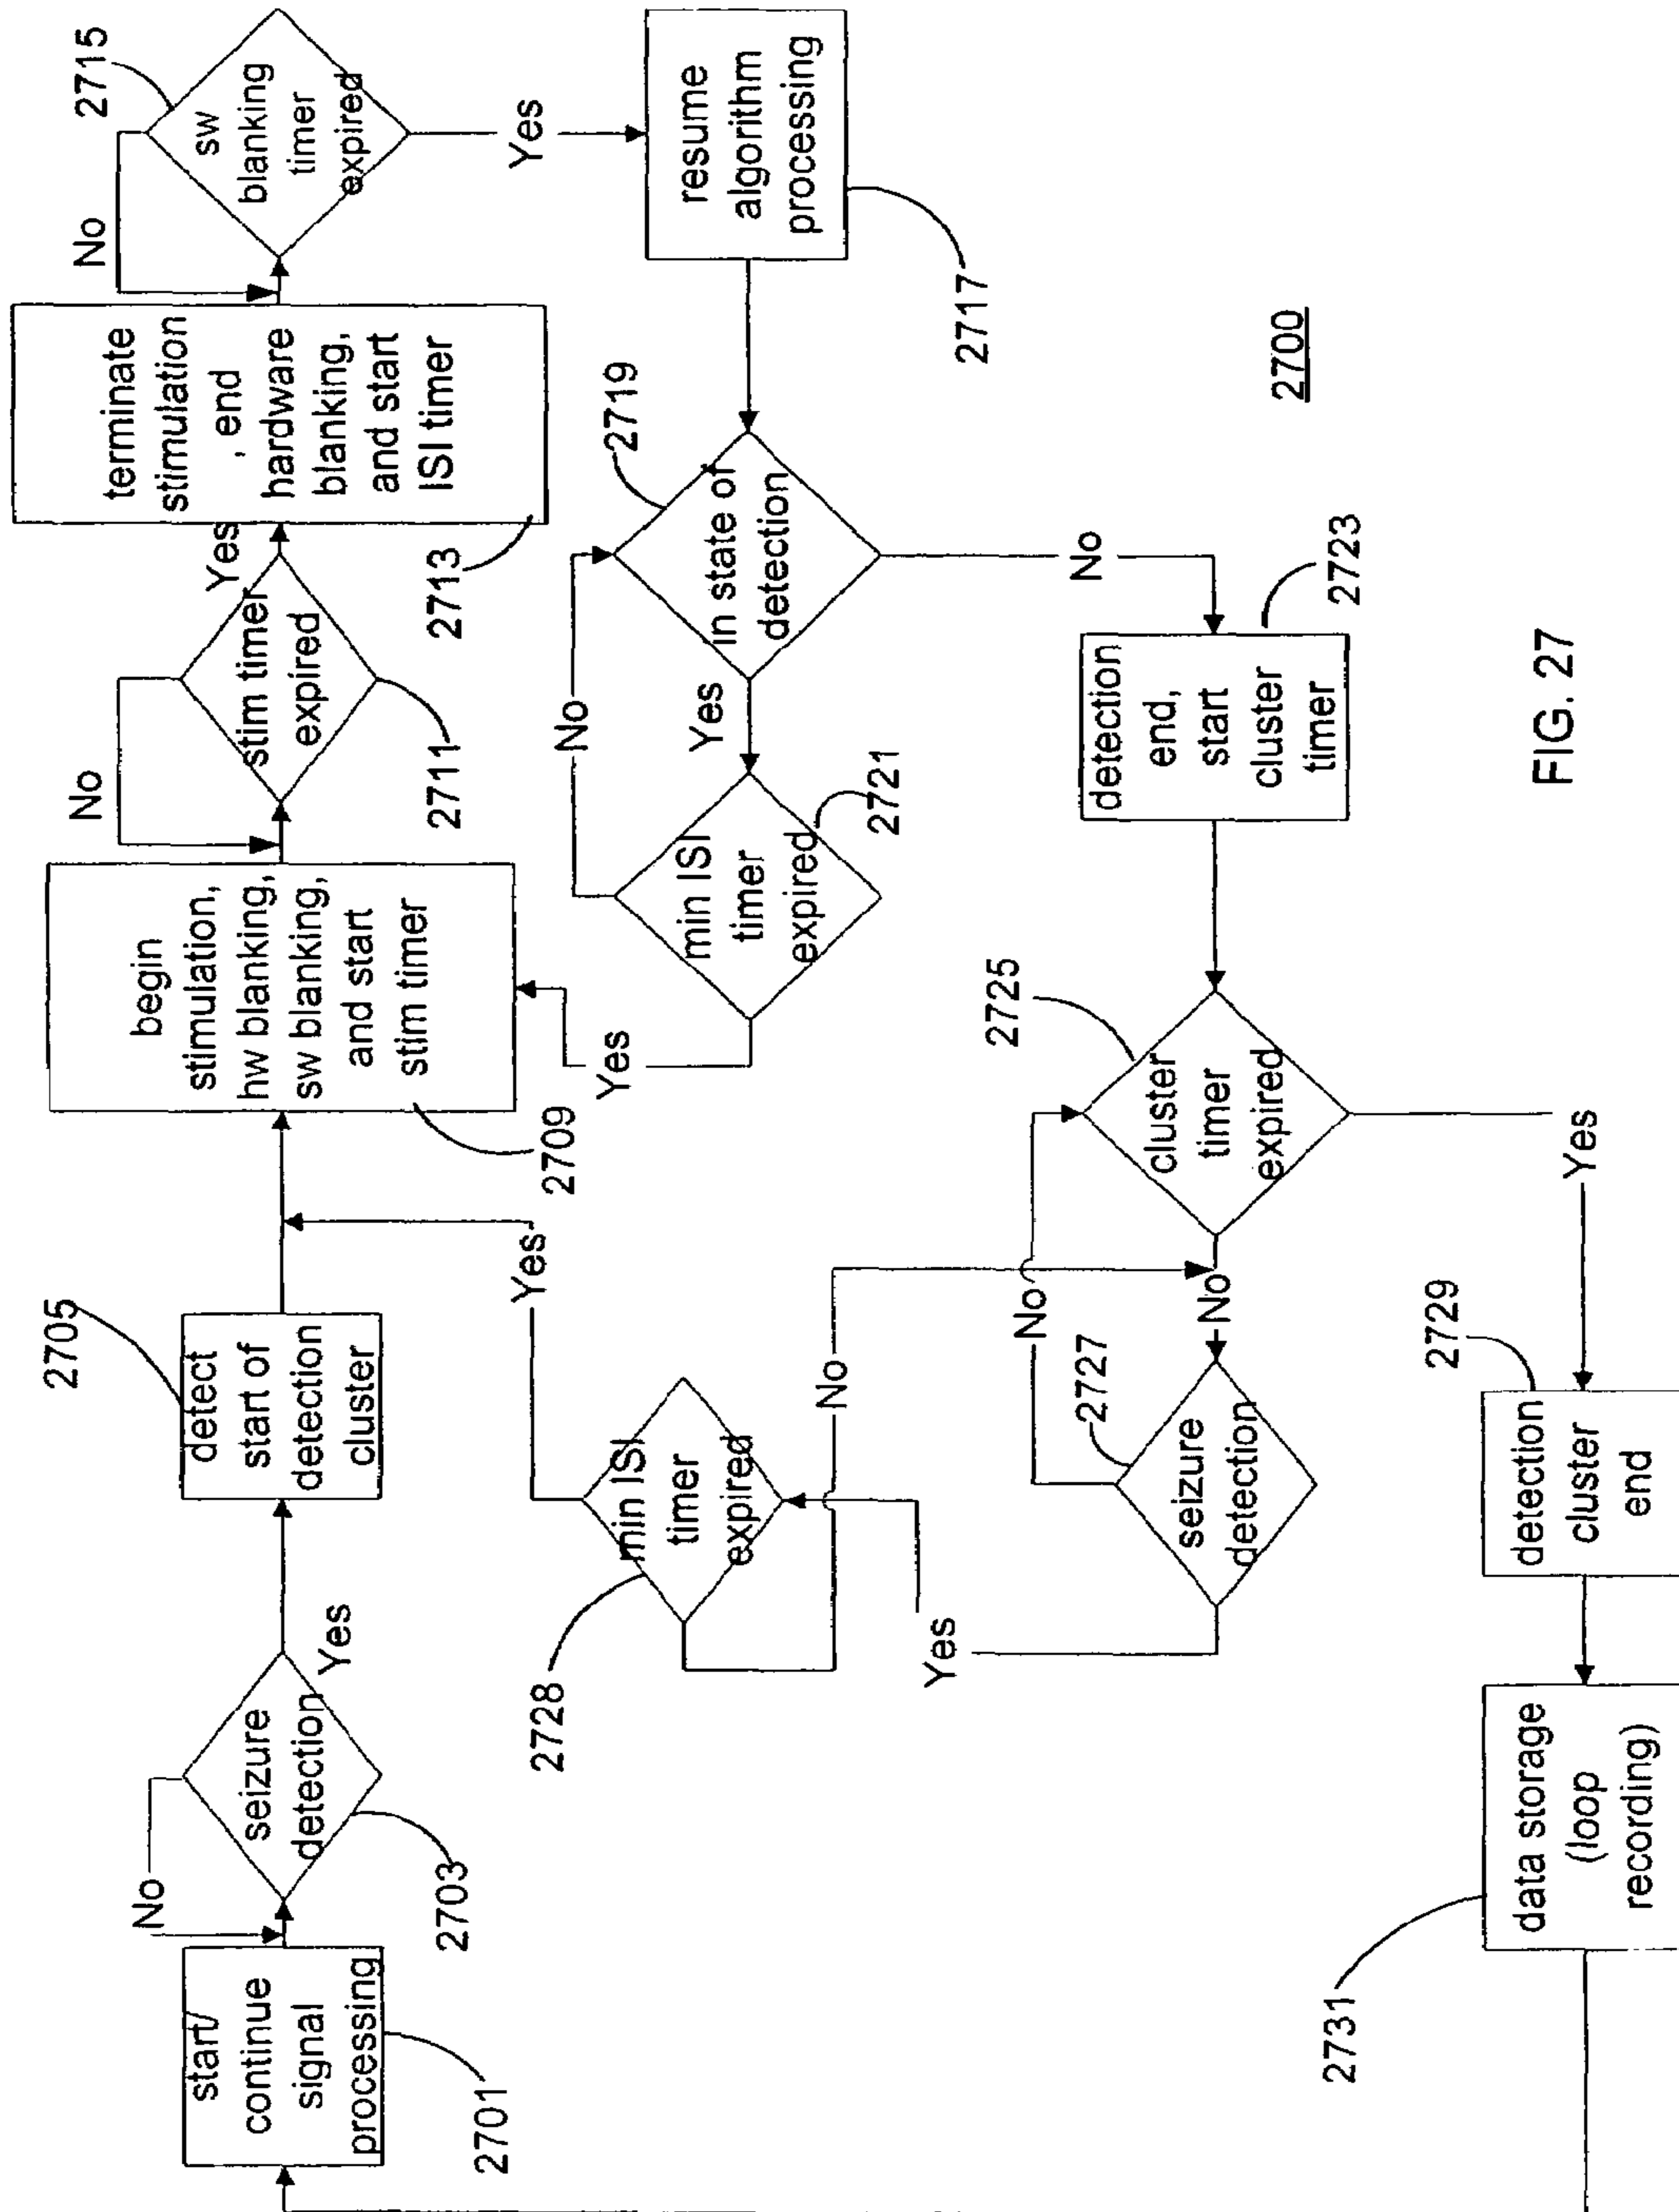 start/
continue
signal
processing
2701
No
seizure
detection
Yes
2703
detect
start of
detection
cluster
2705
begin
stimulation,
hw blanking,
sw blanking,
and start
stim timer
2709
No
stim timer
expired
Yes
2711
terminate
stimulation
, end
hardware
blanking,
and start
ISI timer
2713
No
sw
blanking
timer
expired
2715
Yes
resume
algorithm
processing
2717
in state of
detection
2719
No
Yes
min ISI
timer
expired
2721
Yes
No
detection
end,
start
cluster
timer
2723
cluster
timer
expired
2725
No
Yes
seizure
detection
2727
No
Yes
min ISI
timer
expired
2728
Yes
No
detection
cluster
end
2729
data storage
(loop
recording)
2731
2700
FIG. 27